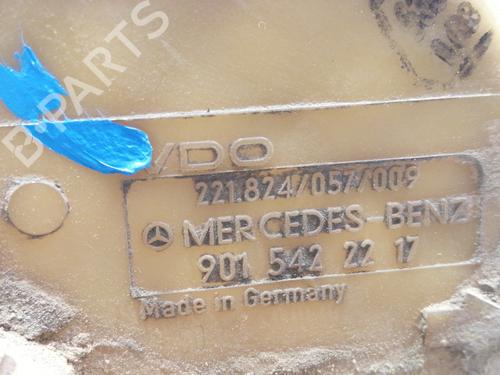 B-PARTS
VDO
221.824/057/009
MERCEDES-BENZ
901 542 22 17
Made in Germany